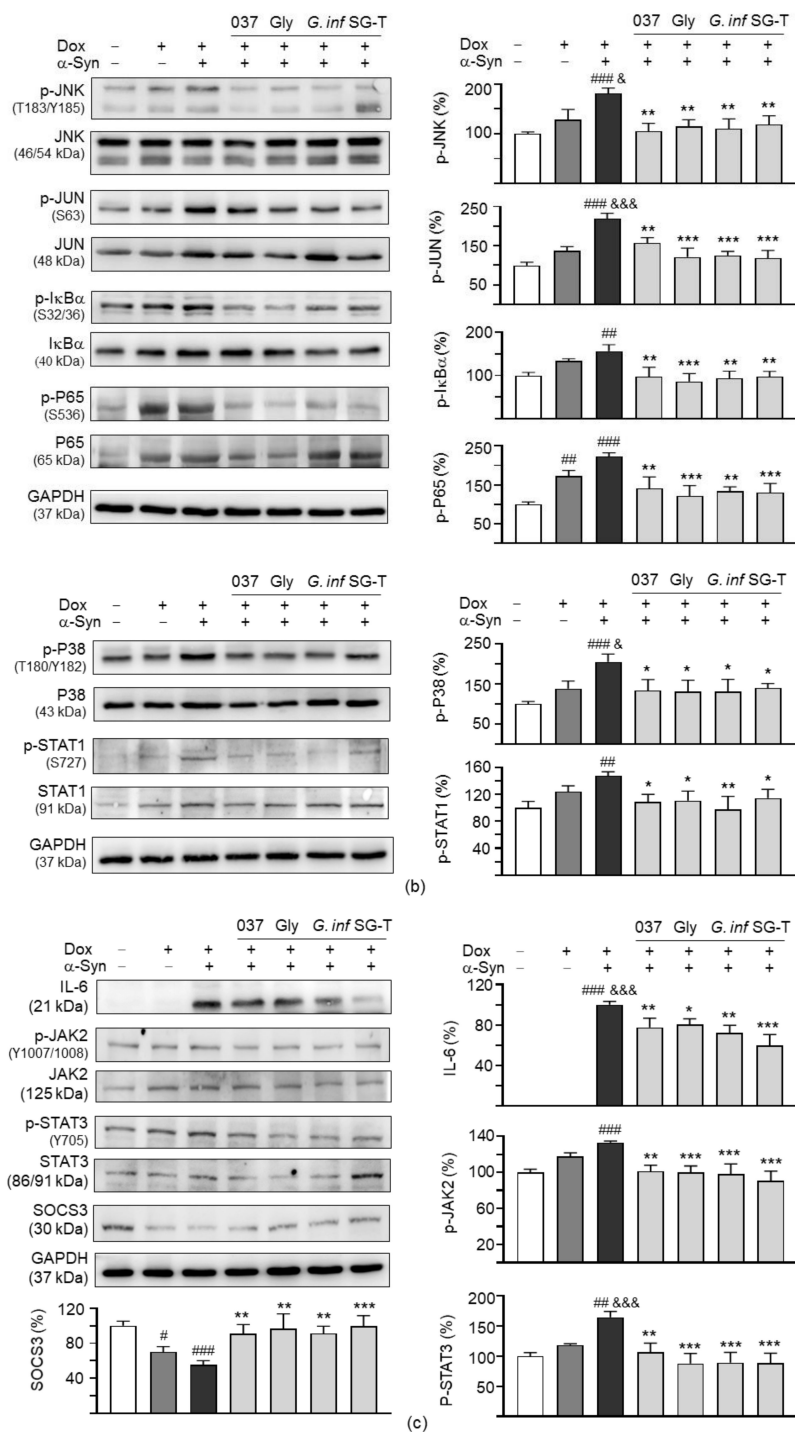 037 Gly G. inf SG-T
Dox – + + + + + +
α-Syn – – + + + + +
p-JNK
(T183/Y185)
JNK
(46/54 kDa)
p-JUN
(S63)
JUN
(48 kDa)
p-IκBα
(S32/36)
IκBα
(40 kDa)
p-P65
(S536)
P65
(65 kDa)
GAPDH
(37 kDa)
037 Gly G. inf SG-T
Dox – + + + + + +
α-Syn – – + + + + +
### &
** ** ** **
200
100
p-JNK (%)
### &&&
** *** *** ***
250
150
50
p-JUN (%)
##
** *** ** **
200
100
p-IκBα (%)
## ###
** *** ** ***
250
150
50
p-P65 (%)
037 Gly G. inf SG-T
Dox – + + + + + +
α-Syn – – + + + + +
p-P38
(T180/Y182)
P38
(43 kDa)
p-STAT1
(S727)
STAT1
(91 kDa)
GAPDH
(37 kDa)
037 Gly G. inf SG-T
Dox – + + + + + +
α-Syn – – + + + + +
### &
* * * *
250
150
50
p-P38 (%)
##
* * ** *
160
120
80
40
p-STAT1 (%)
(b)
037 Gly G. inf SG-T
Dox – + + + + + +
α-Syn – – + + + + +
IL-6
(21 kDa)
p-JAK2
(Y1007/1008)
JAK2
(125 kDa)
p-STAT3
(Y705)
STAT3
(86/91 kDa)
SOCS3
(30 kDa)
GAPDH
(37 kDa)
# ###
** ** ** ***
120
80
40
SOCS3 (%)
037 Gly G. inf SG-T
Dox – + + + + + +
α-Syn – – + + + + +
### &&&
** * ** ***
120
80
40
IL-6 (%)
###
** *** *** ***
140
100
60
20
p-JAK2 (%)
## &&&
** *** *** ***
200
100
P-STAT3 (%)
(c)